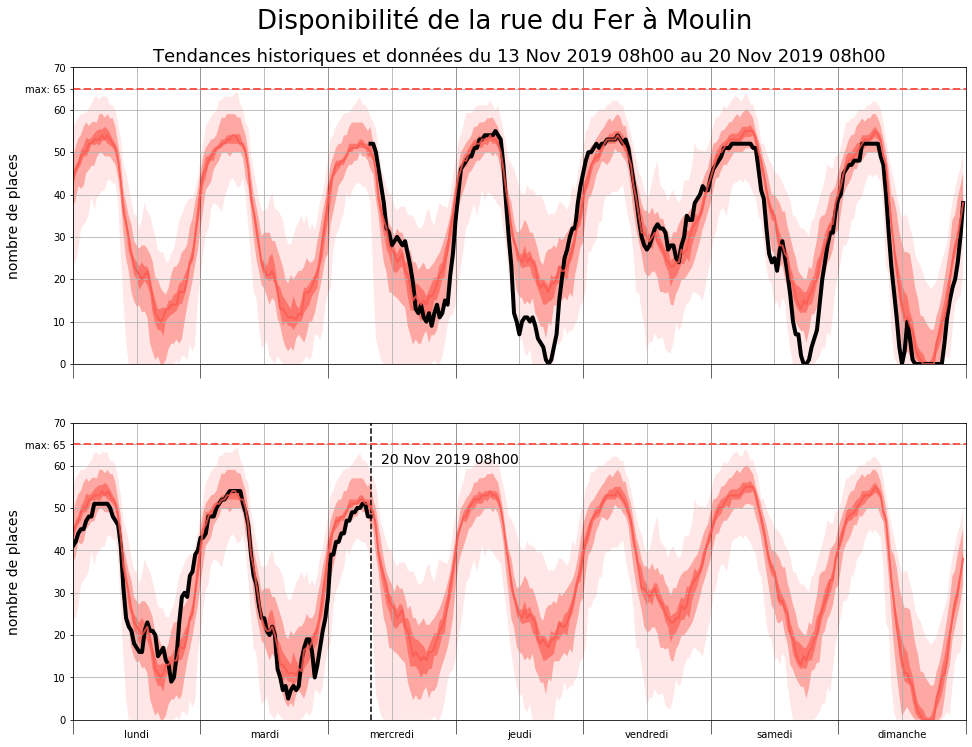 Disponibilité de la rue du Fer à Moulin
Tendances historiques et données du 13 Nov 2019 08h00 au 20 Nov 2019 08h00
70
max: 65
60
50
40
30
20
10
0
nombre de places
70
max: 65
60
50
40
30
20
10
0
nombre de places
20 Nov 2019 08h00
lundi mardi mercredi jeudi vendredi samedi dimanche